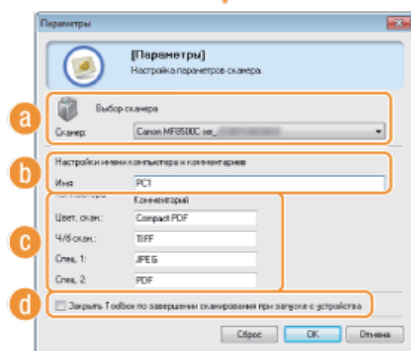 Параметры
[Параметры]
Настройка параметров сканера.
a
Выбор сканера
Сканер:
Canon MF8500C ser_
b
Настройки имени компьютера и комментариев
Имя
PC1
Комментарий
c
Цвет. скан.:
Compact PDF
Ч/б скан.:
TIFF
Спец. 1:
JPEG
Спец. 2:
PDF
d
Закрыть Toolbox по завершении сканирования при запуске с устройства
Сброс
OK
Отмена